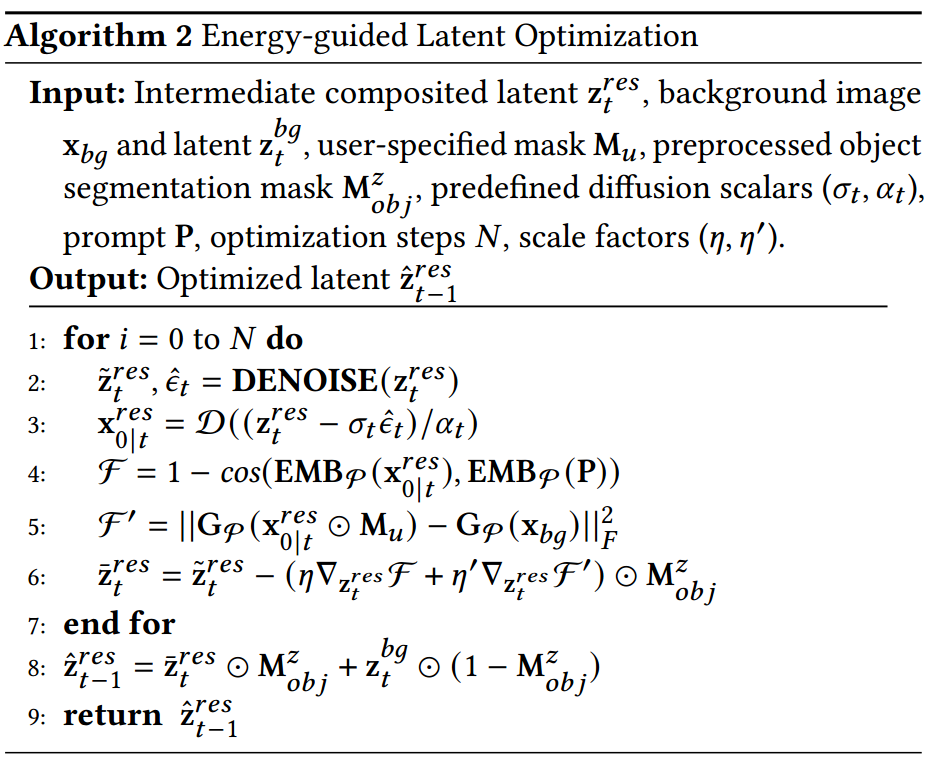 Algorithm 2 Energy-guided Latent Optimization
Input: Intermediate composited latent $\mathbf{z}_t^{res}$, background image
$\mathbf{x}_{bg}$ and latent $\mathbf{z}_t^{bg}$, user-specified mask $\mathbf{M}_u$, preprocessed object
segmentation mask $\mathbf{M}_{obj}^z$, predefined diffusion scalars $(\sigma_t, \alpha_t)$,
prompt $\mathbf{P}$, optimization steps $N$, scale factors $(\eta, \eta')$.
Output: Optimized latent $\hat{\mathbf{z}}_{t-1}^{res}$
1: for $i = 0$ to $N$ do
2: $\tilde{\mathbf{z}}_t^{res}, \hat{\epsilon}_t = \mathbf{DENOISE}(\mathbf{z}_t^{res})$
3: $\mathbf{x}_{0|t}^{res} = \mathcal{D}((\mathbf{z}_t^{res} - \sigma_t \hat{\epsilon}_t)/\alpha_t)$
4: $\mathcal{F} = 1 - cos(\mathbf{EMB}_{\mathcal{P}}(\mathbf{x}_{0|t}^{res}), \mathbf{EMB}_{\mathcal{P}}(\mathbf{P}))$
5: $\mathcal{F}' = ||\mathbf{G}_{\mathcal{P}}(\mathbf{x}_{0|t}^{res} \odot \mathbf{M}_u) - \mathbf{G}_{\mathcal{P}}(\mathbf{x}_{bg})||_F^2$
6: $\bar{\mathbf{z}}_t^{res} = \tilde{\mathbf{z}}_t^{res} - (\eta \nabla_{\mathbf{z}_t^{res}} \mathcal{F} + \eta' \nabla_{\mathbf{z}_t^{res}} \mathcal{F}') \odot \mathbf{M}_{obj}^z$
7: end for
8: $\hat{\mathbf{z}}_{t-1}^{res} = \bar{\mathbf{z}}_t^{res} \odot \mathbf{M}_{obj}^z + \mathbf{z}_t^{bg} \odot (1 - \mathbf{M}_{obj}^z)$
9: return $\hat{\mathbf{z}}_{t-1}^{res}$